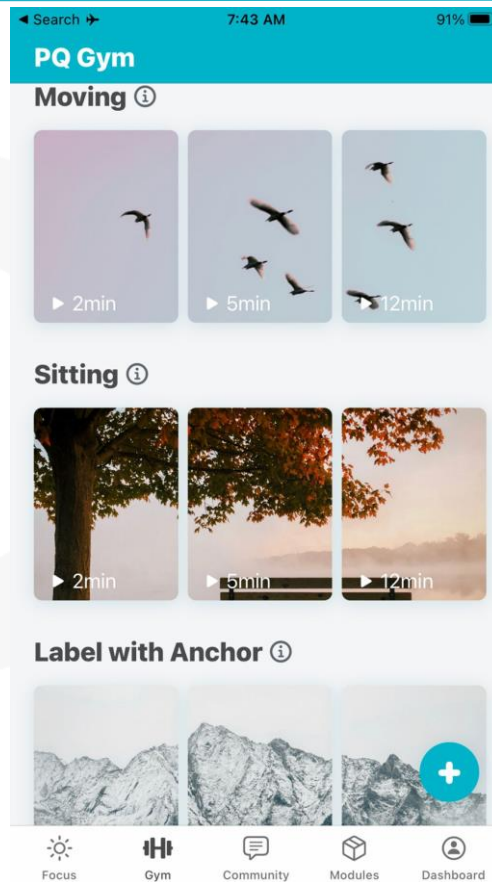 Search 7:43 AM 91%
PQ Gym
Moving
2min 5min 12min
Sitting
2min 5min 12min
Label with Anchor
Focus Gym Community Modules Dashboard